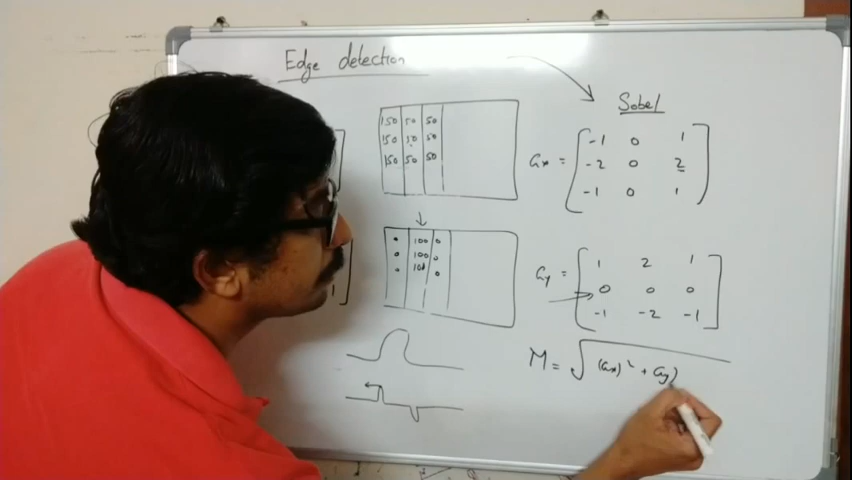 Edge detection
Sobel
150 50 50
150 50 50
150 50 50
Gx = [ -1 0 1
-2 0 2
-1 0 1 ]
0 100 0
0 100 0
0 100 0
Gy = [ 1 2 1
0 0 0
-1 -2 -1 ]
M = √ (Gx)² + Gy)
1